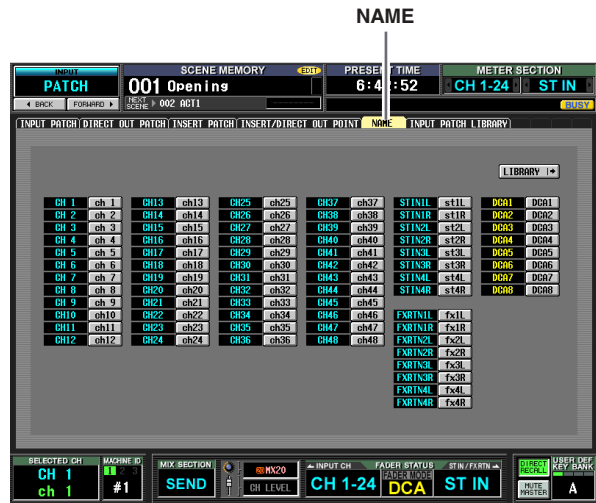 NAME
INPUT SCENE MEMORY EDIT PRESENT TIME METER SECTION
PATCH 001 Opening CH 1-24 ST IN
BACK FORWARD NEXT SCENE 002 ACT1 BUSY
INPUT PATCH DIRECT OUT PATCH INSERT PATCH INSERT/DIRECT OUT POINT NAME INPUT PATCH LIBRARY
LIBRARY
CH 1 ch 1 CH13 ch13 CH25 ch25 CH37 ch37 STIN1L st1L DCA1 DCA1
CH 2 ch 2 CH14 ch14 CH26 ch26 CH38 ch38 STIN1R st1R DCA2 DCA2
CH 3 ch 3 CH15 ch15 CH27 ch27 CH39 ch39 STIN2L st2L DCA3 DCA3
CH 4 ch 4 CH16 ch16 CH28 ch28 CH40 ch40 STIN2R st2R DCA4 DCA4
CH 5 ch 5 CH17 ch17 CH29 ch29 CH41 ch41 STIN3L st3L DCA5 DCA5
CH 6 ch 6 CH18 ch18 CH30 ch30 CH42 ch42 STIN3R st3R DCA6 DCA6
CH 7 ch 7 CH19 ch19 CH31 ch31 CH43 ch43 STIN4L st4L DCA7 DCA7
CH 8 ch 8 CH20 ch20 CH32 ch32 CH44 ch44 STIN4R st4R DCA8 DCA8
CH 9 ch 9 CH21 ch21 CH33 ch33 CH45 ch45
CH10 ch10 CH22 ch22 CH34 ch34 CH46 ch46 FXRTN1L fx1L
CH11 ch11 CH23 ch23 CH35 ch35 CH47 ch47 FXRTN1R fx1R
CH12 ch12 CH24 ch24 CH36 ch36 CH48 ch48 FXRTN2L fx2L
FXRTN2R fx2R
FXRTN3L fx3L
FXRTN3R fx3R
FXRTN4L fx4L
FXRTN4R fx4R
SELECTED CH MACHINE ID MIX SECTION INPUT CH FADER STATUS ST IN / FXRTN DIRECT RECALL USER DEF KEY BANK
CH 1 1 2 3 SEND MX20 CH 1-24 FADER MODE ST IN
ch 1 #1 CH LEVEL DCA MUTE MASTER A